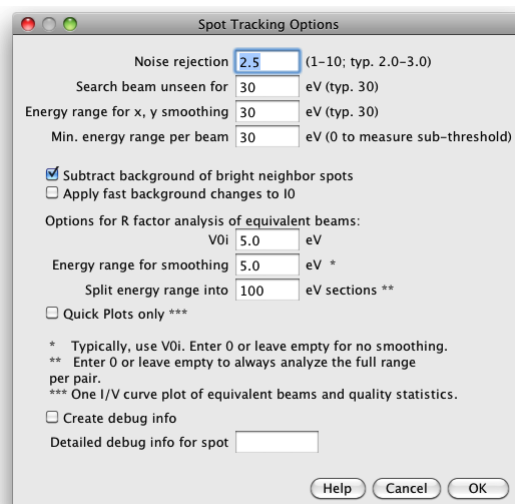 Spot Tracking Options
Noise rejection 2.5 (1–10; typ. 2.0–3.0)
Search beam unseen for 30 eV (typ. 30)
Energy range for x, y smoothing 30 eV (typ. 30)
Min. energy range per beam 30 eV (0 to measure sub-threshold)
Subtract background of bright neighbor spots
Apply fast background changes to I0
Options for R factor analysis of equivalent beams:
V0i 5.0 eV
Energy range for smoothing 5.0 eV *
Split energy range into 100 eV sections **
Quick Plots only ***
* Typically, use V0i. Enter 0 or leave empty for no smoothing.
** Enter 0 or leave empty to always analyze the full range
per pair.
*** One I/V curve plot of equivalent beams and quality statistics.
Create debug info
Detailed debug info for spot
Help Cancel OK